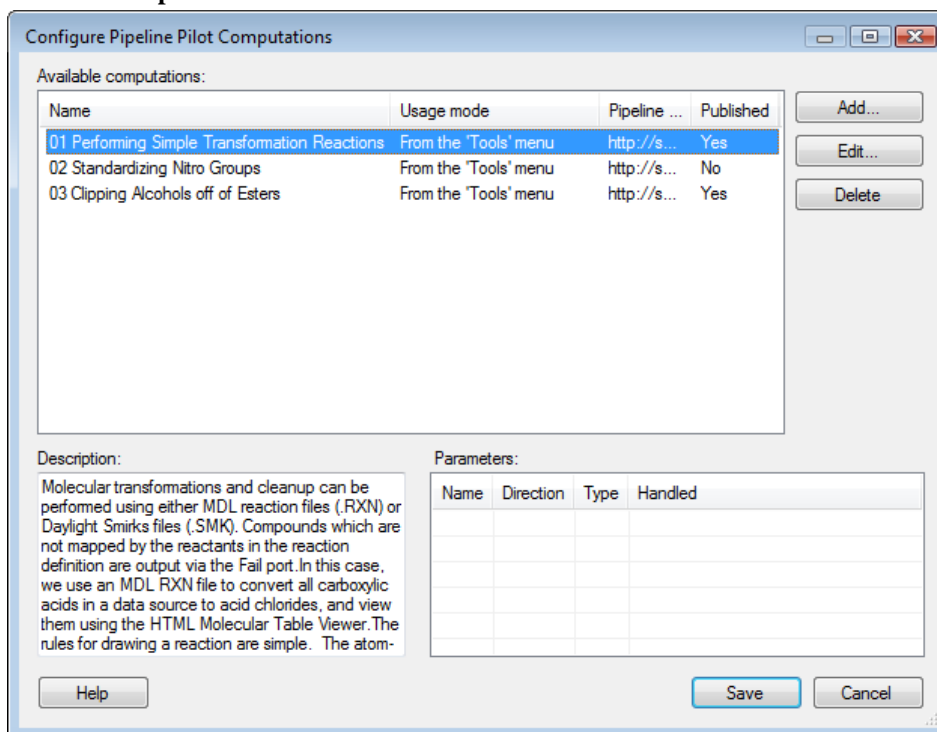 Configure Pipeline Pilot Computations
Available computations:
Name Usage mode Pipeline ... Published
01 Performing Simple Transformation Reactions From the 'Tools' menu http://s... Yes
02 Standardizing Nitro Groups From the 'Tools' menu http://s... No
03 Clipping Alcohols off of Esters From the 'Tools' menu http://s... Yes
Add...
Edit...
Delete
Description:
Molecular transformations and cleanup can be
performed using either MDL reaction files (.RXN) or
Daylight Smirks files (.SMK). Compounds which are
not mapped by the reactants in the reaction
definition are output via the Fail port.In this case,
we use an MDL RXN file to convert all carboxylic
acids in a data source to acid chlorides, and view
them using the HTML Molecular Table Viewer.The
rules for drawing a reaction are simple.  The atom-
Parameters:
Name Direction Type Handled
Help
Save
Cancel